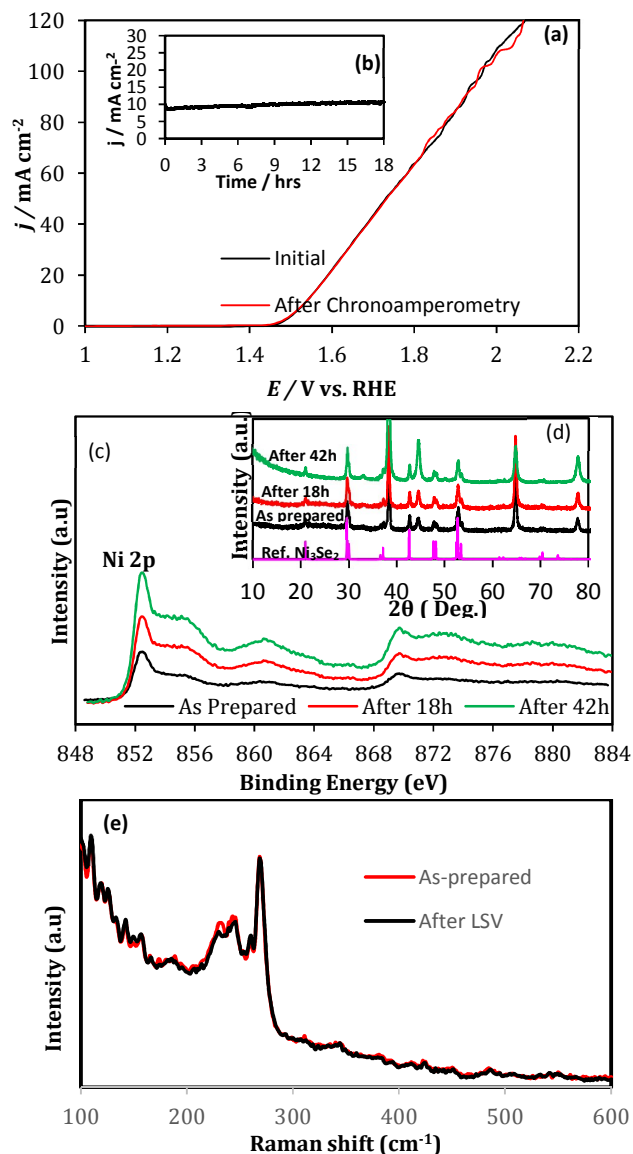 (a)
j / mA cm-2
120
100
80
60
40
20
0
1
1.2
1.4
1.6
1.8
2
2.2
E / V vs. RHE
Initial
After Chronoamperometry
(b)
j / mA cm-2
30
25
20
15
10
5
0
0
3
6
9
12
15
18
Time / hrs
(c)
Intensity (a.u)
Ni 2p
As Prepared
After 18h
After 42h
848
852
856
860
864
868
872
876
880
884
Binding Energy (eV)
(d)
Intensity (a.u.)
After 42h
After 18h
As prepared
Ref. Ni3Se2
10
20
30
40
50
60
70
80
2θ ( Deg.)
(e)
Intensity (a.u)
As-prepared
After LSV
100
200
300
400
500
600
Raman shift (cm-1)